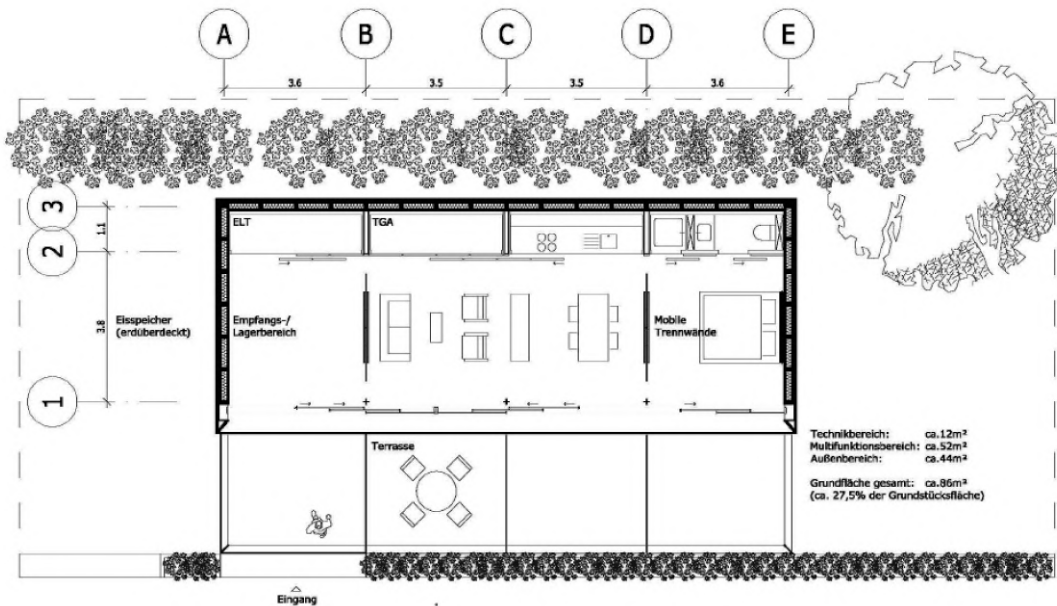 A
B
C
D
E
3.6
3.5
3.5
3.6
3
1.1
2
3.8
1
ELT
TGA
Eisspeicher
(erdüberdeckt)
Empfangs-/
Lagerbereich
Mobile
Trennwände
Terrasse
Technikbereich: ca.12m²
Multifunktionsbereich: ca.52m²
Außenbereich: ca.44m²
Grundfläche gesamt: ca.86m²
(ca. 27,5% der Grundstücksfläche)
Eingang